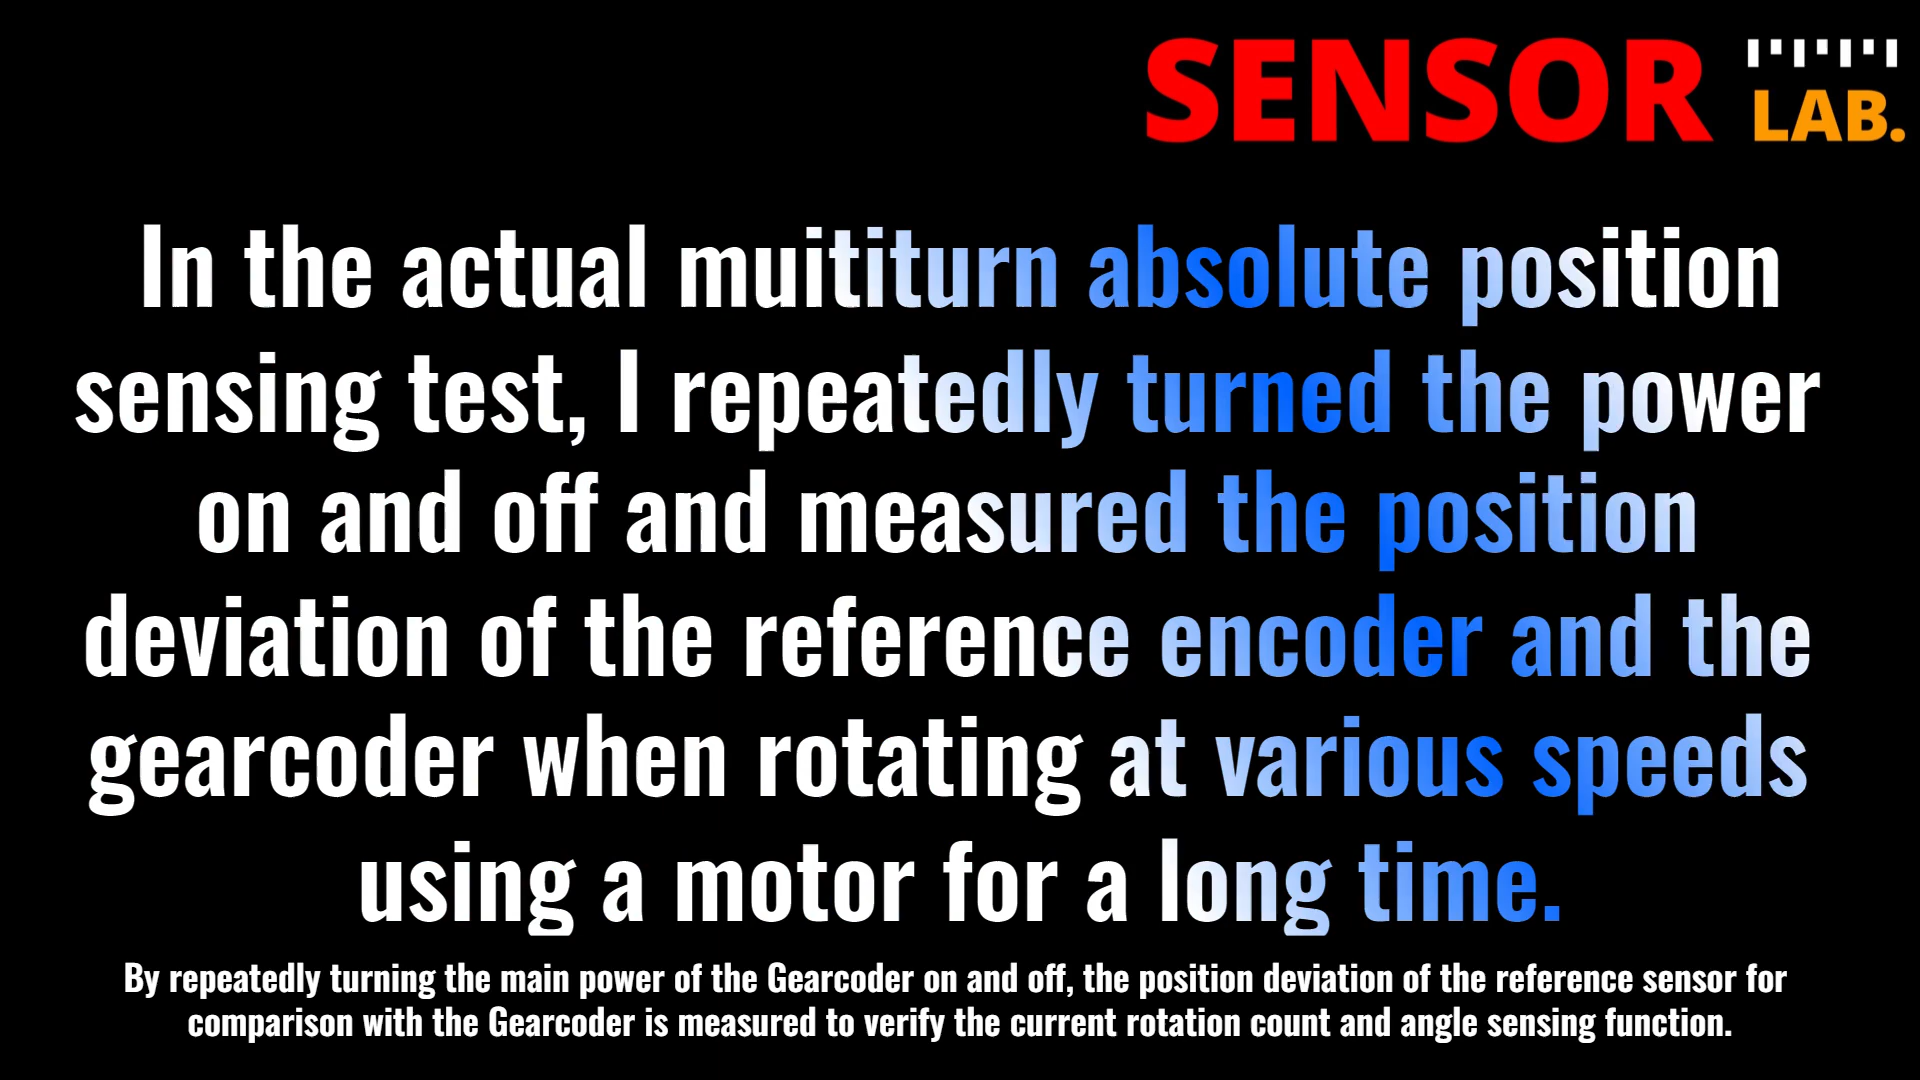 SENSOR
LAB.
In the actual muititurn absolute position
sensing test, I repeatedly turned the power
on and off and measured the position
deviation of the reference encoder and the
gearcoder when rotating at various speeds
using a motor for a long time.
By repeatedly turning the main power of the Gearcoder on and off, the position deviation of the reference sensor for
comparison with the Gearcoder is measured to verify the current rotation count and angle sensing function.